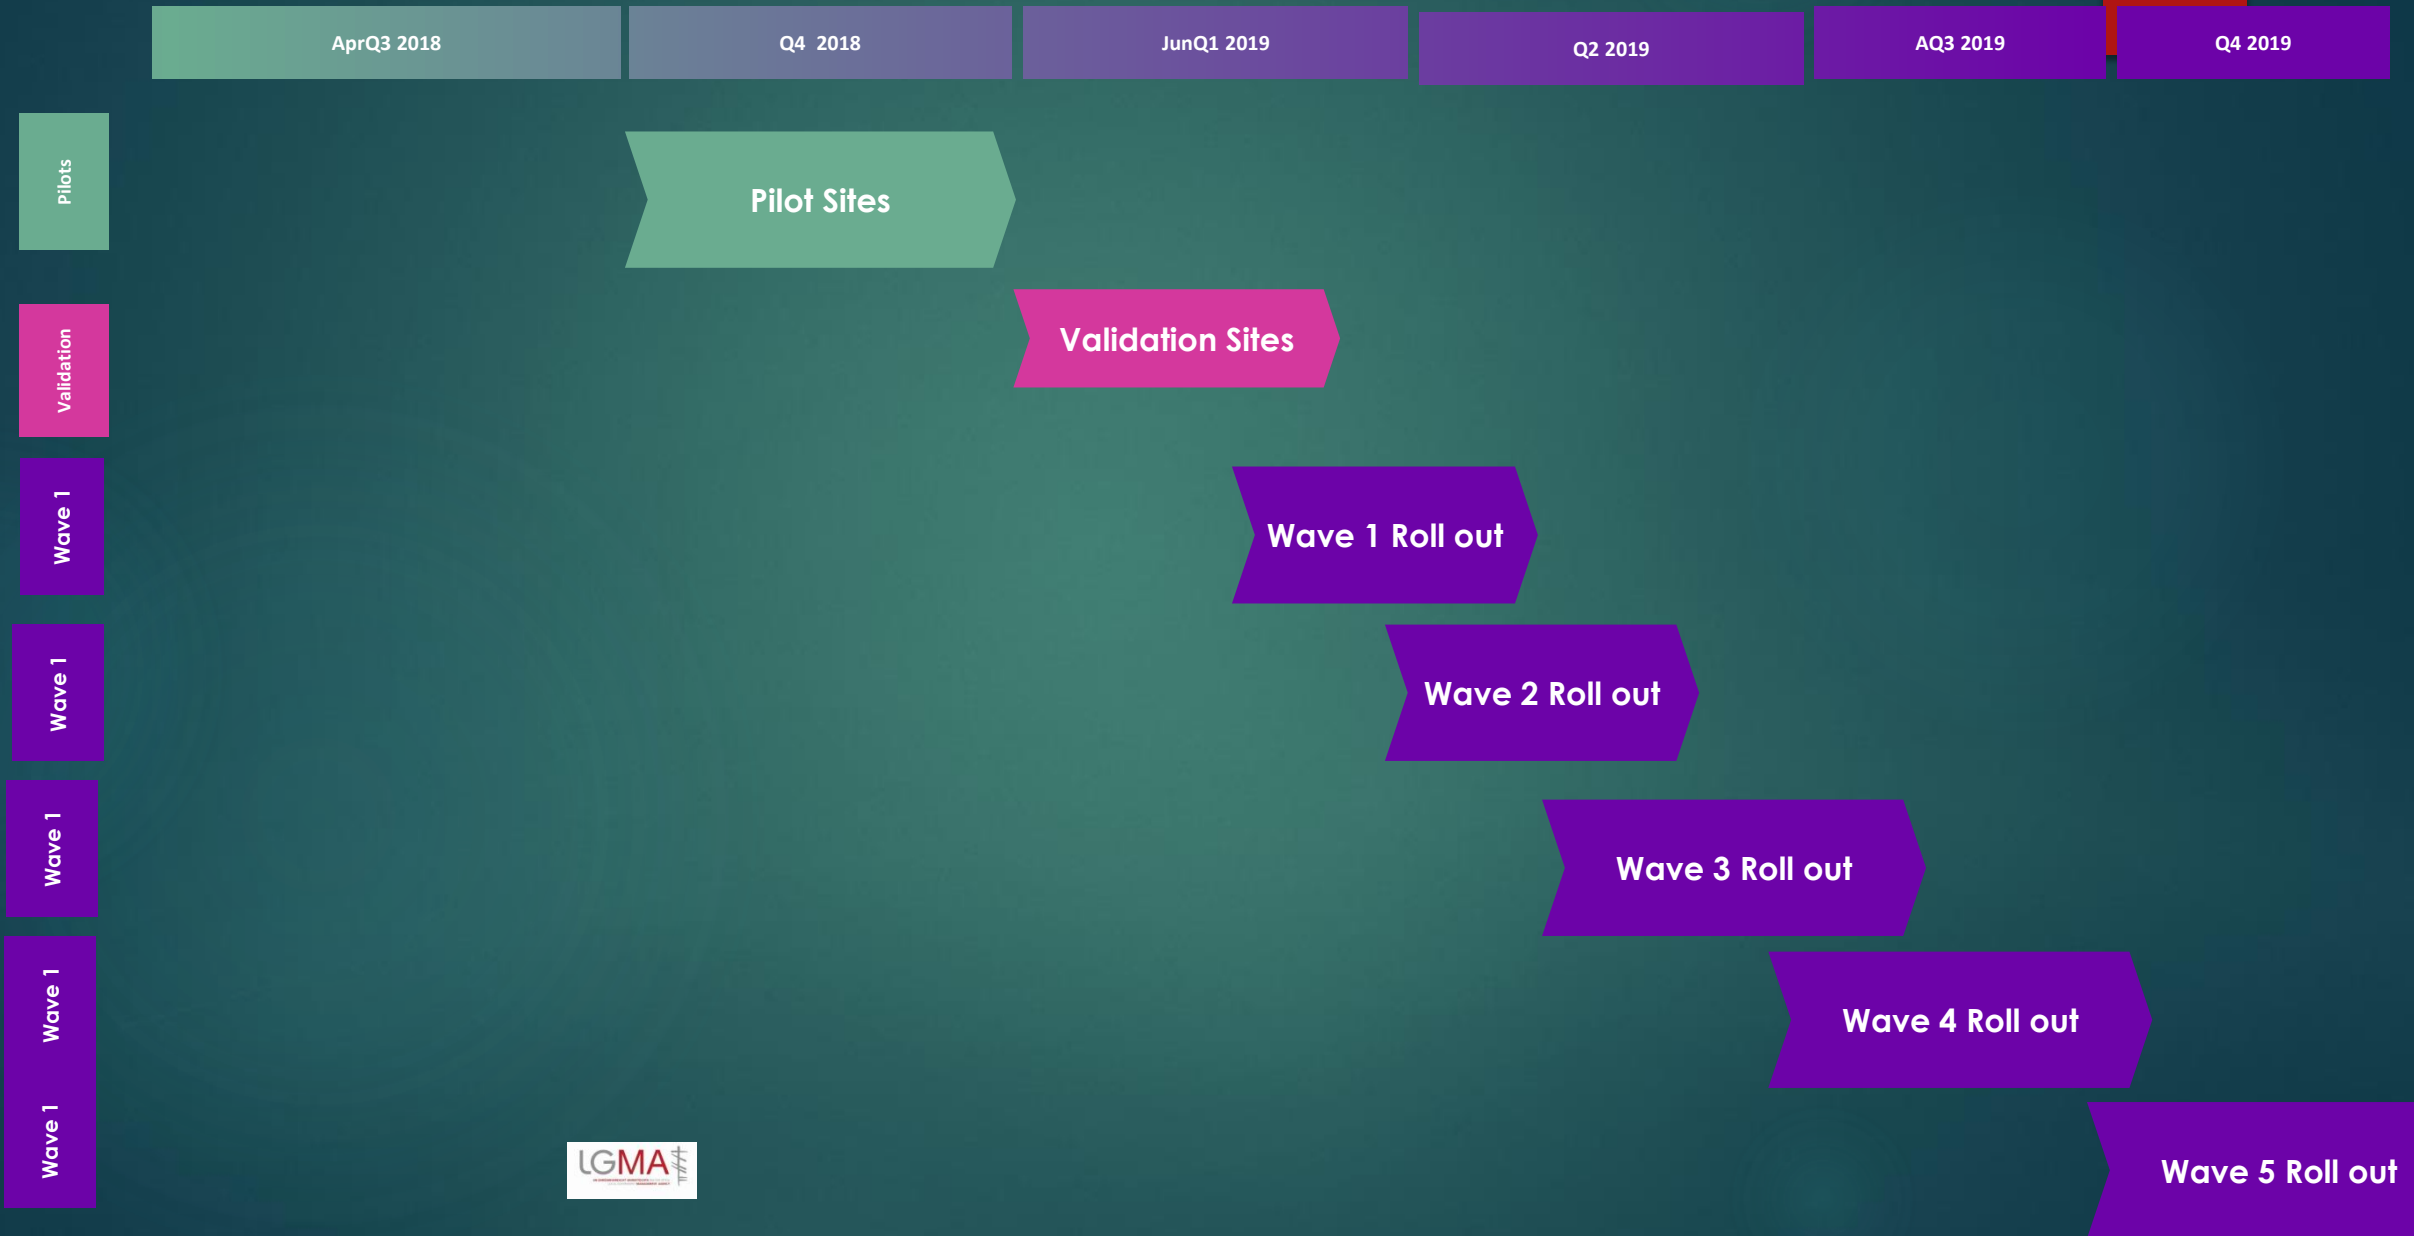 AprQ3 2018
Q4 2018
JunQ1 2019
Q2 2019
AQ3 2019
Q4 2019
Pilots
Pilot Sites
Validation
Validation Sites
Wave 1
Wave 1 Roll out
Wave 1
Wave 2 Roll out
Wave 1
Wave 3 Roll out
Wave 1
Wave 4 Roll out
Wave 1
Wave 5 Roll out
LGMA